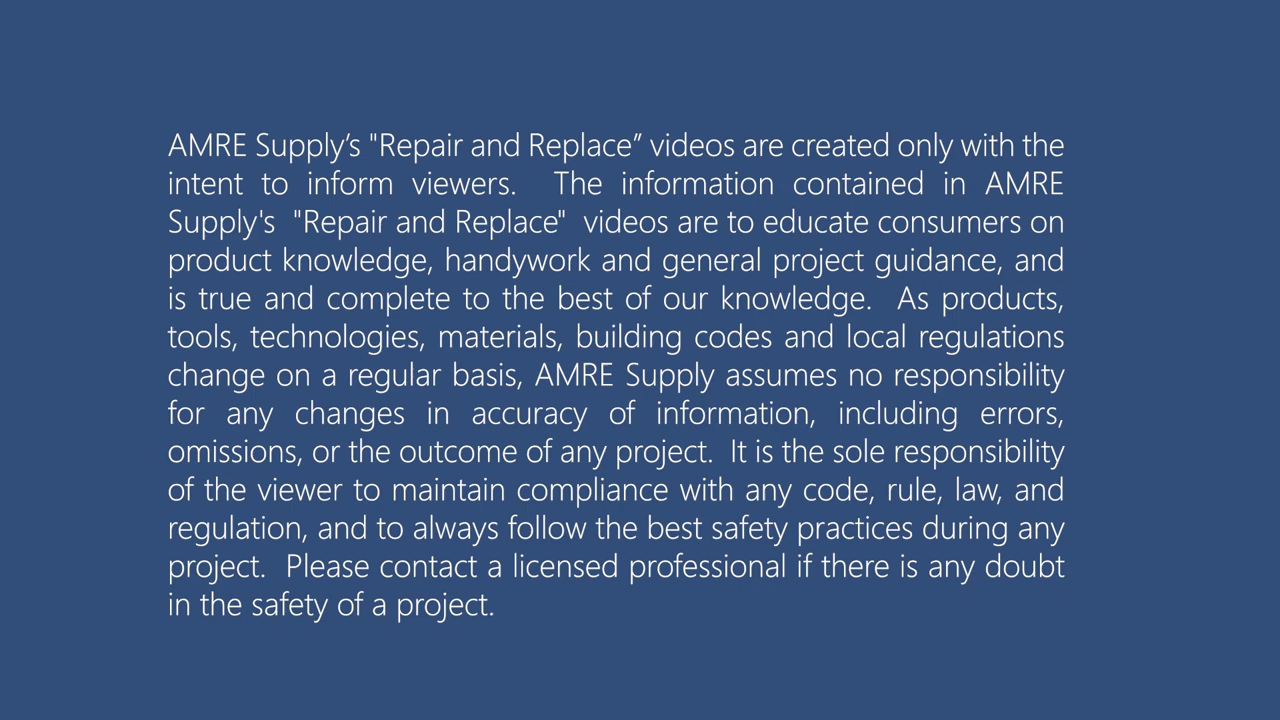 AMRE Supply’s "Repair and Replace” videos are created only with the
intent to inform viewers.  The information contained in AMRE
Supply's  "Repair and Replace"  videos are to educate consumers on
product knowledge, handywork and general project guidance, and
is true and complete to the best of our knowledge.  As products,
tools, technologies, materials, building codes and local regulations
change on a regular basis, AMRE Supply assumes no responsibility
for any changes in accuracy of information, including errors,
omissions, or the outcome of any project.  It is the sole responsibility
of the viewer to maintain compliance with any code, rule, law, and
regulation, and to always follow the best safety practices during any
project.  Please contact a licensed professional if there is any doubt
in the safety of a project.